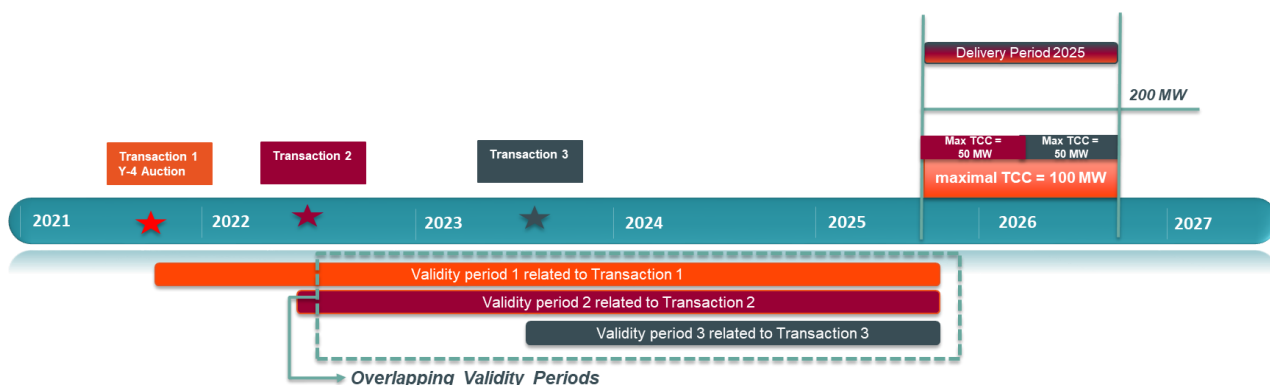 Delivery Period 2025
200 MW
Transaction 1
Y-4 Auction
Transaction 2
Transaction 3
Max TCC =
50 MW
Max TCC =
50 MW
maximal TCC = 100 MW
2021
2022
2023
2024
2025
2026
2027
Validity period 1 related to Transaction 1
Validity period 2 related to Transaction 2
Validity period 3 related to Transaction 3
Overlapping Validity Periods